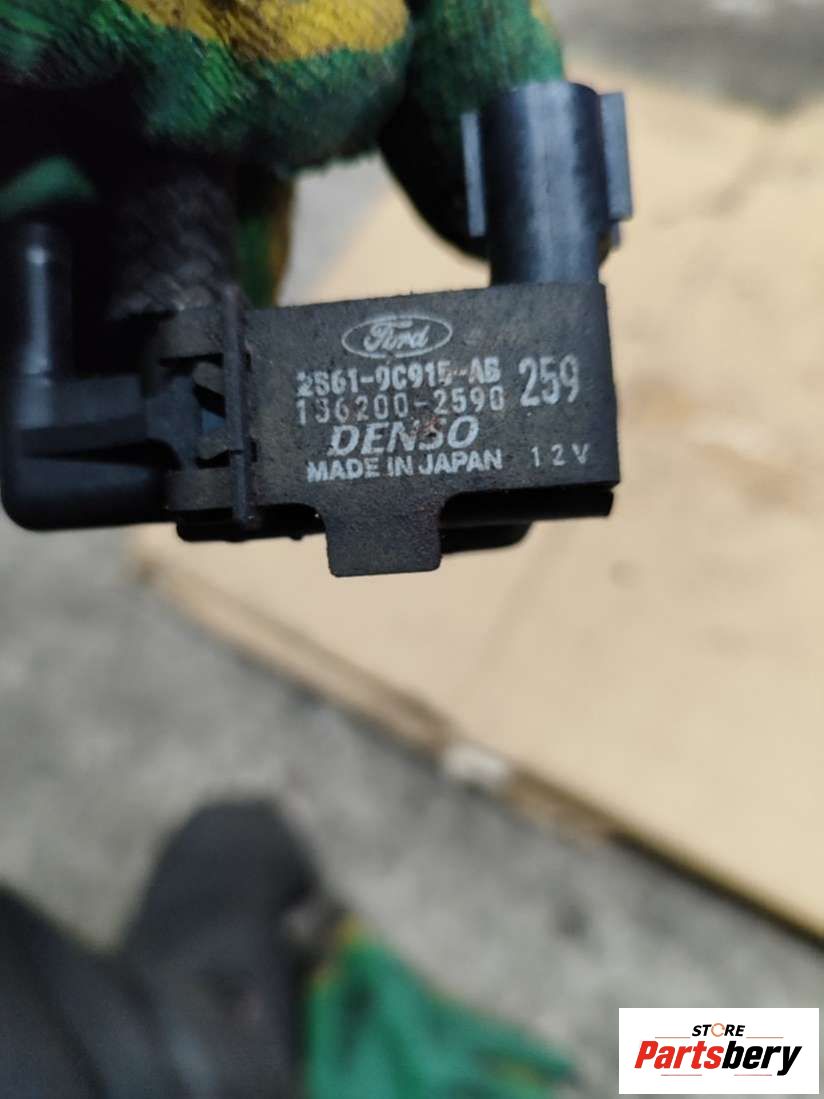 Ford
2S61-9C915-AB
136200-2590 259
DENSO
MADE IN JAPAN 12V
STORE
Partsbery